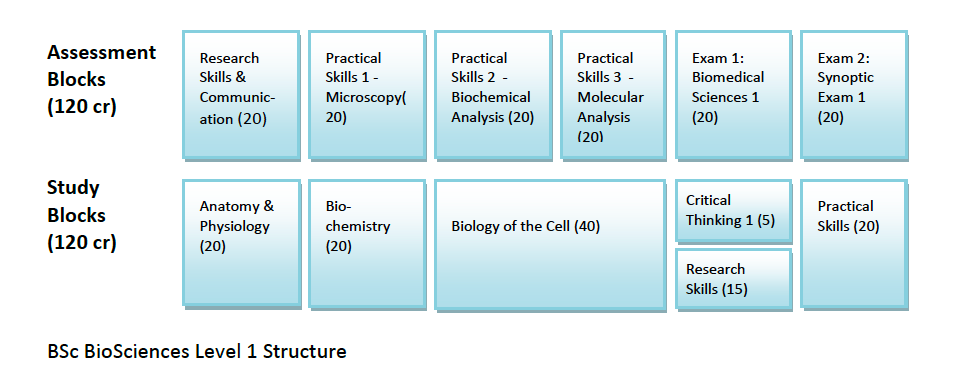 Assessment
Blocks
(120 cr)
Research
Skills &
Communic-
ation (20)
Practical
Skills 1 -
Microscopy(
20)
Practical
Skills 2 -
Biochemical
Analysis (20)
Practical
Skills 3 -
Molecular
Analysis
(20)
Exam 1:
Biomedical
Sciences 1
(20)
Exam 2:
Synoptic
Exam 1
(20)
Study
Blocks
(120 cr)
Anatomy &
Physiology
(20)
Bio-
chemistry
(20)
Biology of the Cell (40)
Critical
Thinking 1 (5)
Research
Skills (15)
Practical
Skills (20)
BSc BioSciences Level 1 Structure